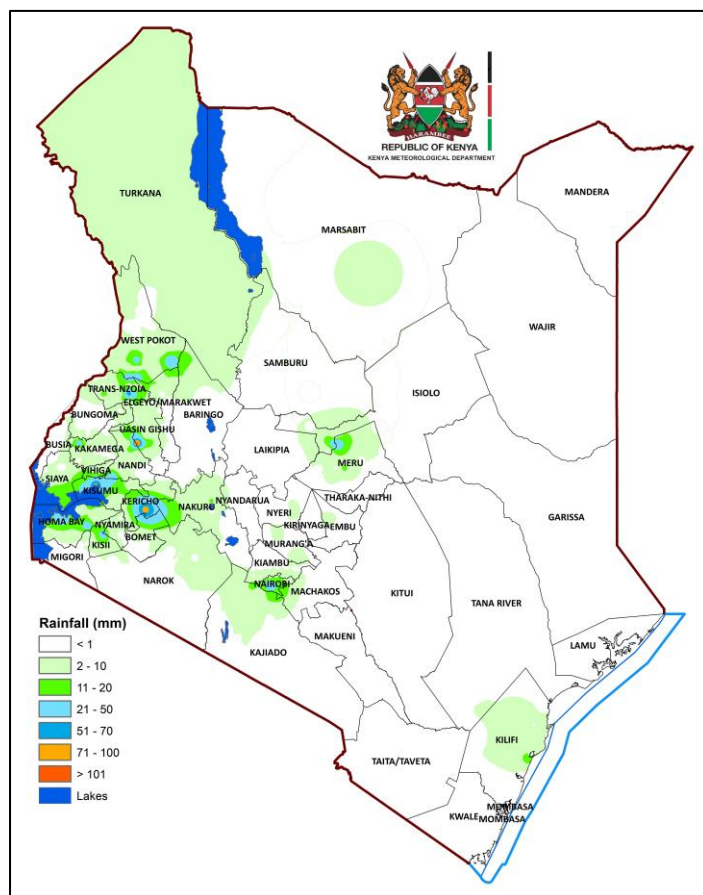 HARAMBEE
REPUBLIC OF KENYA
KENYA METEOROLOGICAL DEPARTMENT
MANDERA
TURKANA
MARSABIT
WAJIR
WEST POKOT
SAMBURU
ISIOLO
TRANS-NZOIA
ELGEYO/MARAKWET
BUNGOMA
BARINGO
UASIN GISHU
BUSIA
KAKAMEGA
LAIKIPIA
MERU
NANDI
VIHIGA
SIAYA
KISUMU
KERICHO
NAKURU
NYANDARUA
THARAKA-NITHI
GARISSA
HOMA BAY
NYAMIRA
NYERI
KIRINYAGA
EMBU
KISII
BOMET
MURANG'A
MIGORI
KIAMBU
NAROK
NAIROBI
MACHAKOS
KITUI
TANA RIVER
MAKUENI
KAJIADO
LAMU
KILIFI
TAITA/TAVETA
MOMBASA
KWALE
MOMBASA
Rainfall (mm)
< 1
2 - 10
11 - 20
21 - 50
51 - 70
71 - 100
> 101
Lakes